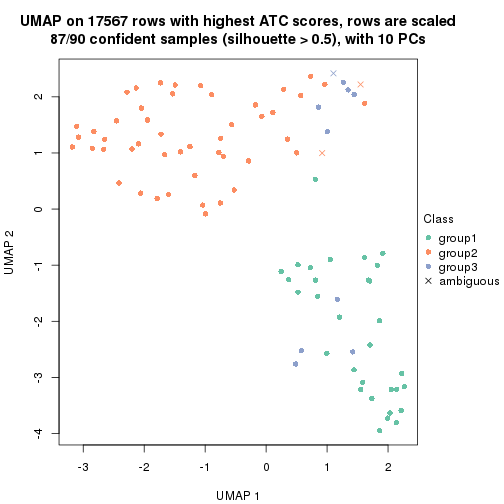 UMAP on 17567 rows with highest ATC scores, rows are scaled
87/90 confident samples (silhouette > 0.5), with 10 PCs
2
1
0
-1
-2
-3
-4
UMAP 2
-3
-2
-1
0
1
2
UMAP 1
Class
group1
group2
group3
ambiguous